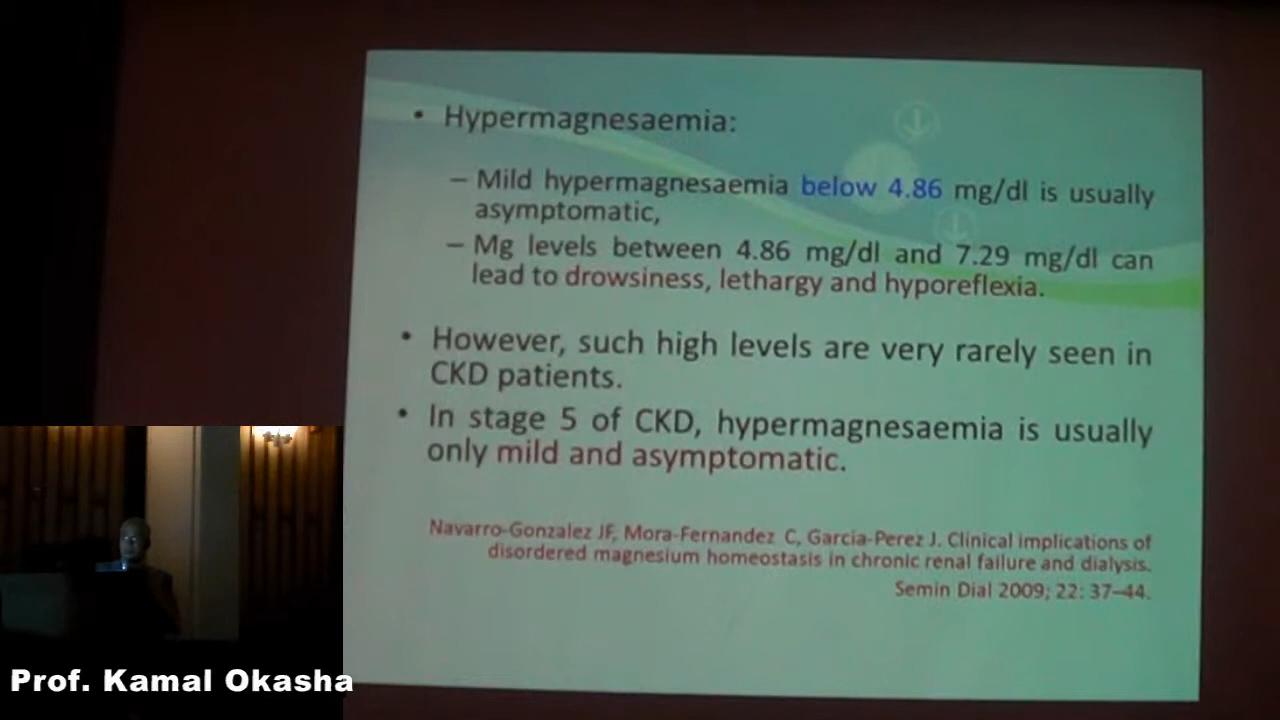 • Hypermagnesaemia:
– Mild hypermagnesaemia below 4.86 mg/dl is usually
asymptomatic,
– Mg levels between 4.86 mg/dl and 7.29 mg/dl can
lead to drowsiness, lethargy and hyporeflexia.
• However, such high levels are very rarely seen in
CKD patients.
• In stage 5 of CKD, hypermagnesaemia is usually
only mild and asymptomatic.
Navarro-Gonzalez JF, Mora-Fernandez C, Garcia-Perez J. Clinical implications of
disordered magnesium homeostasis in chronic renal failure and dialysis.
Semin Dial 2009; 22: 37–44.
Prof. Kamal Okasha